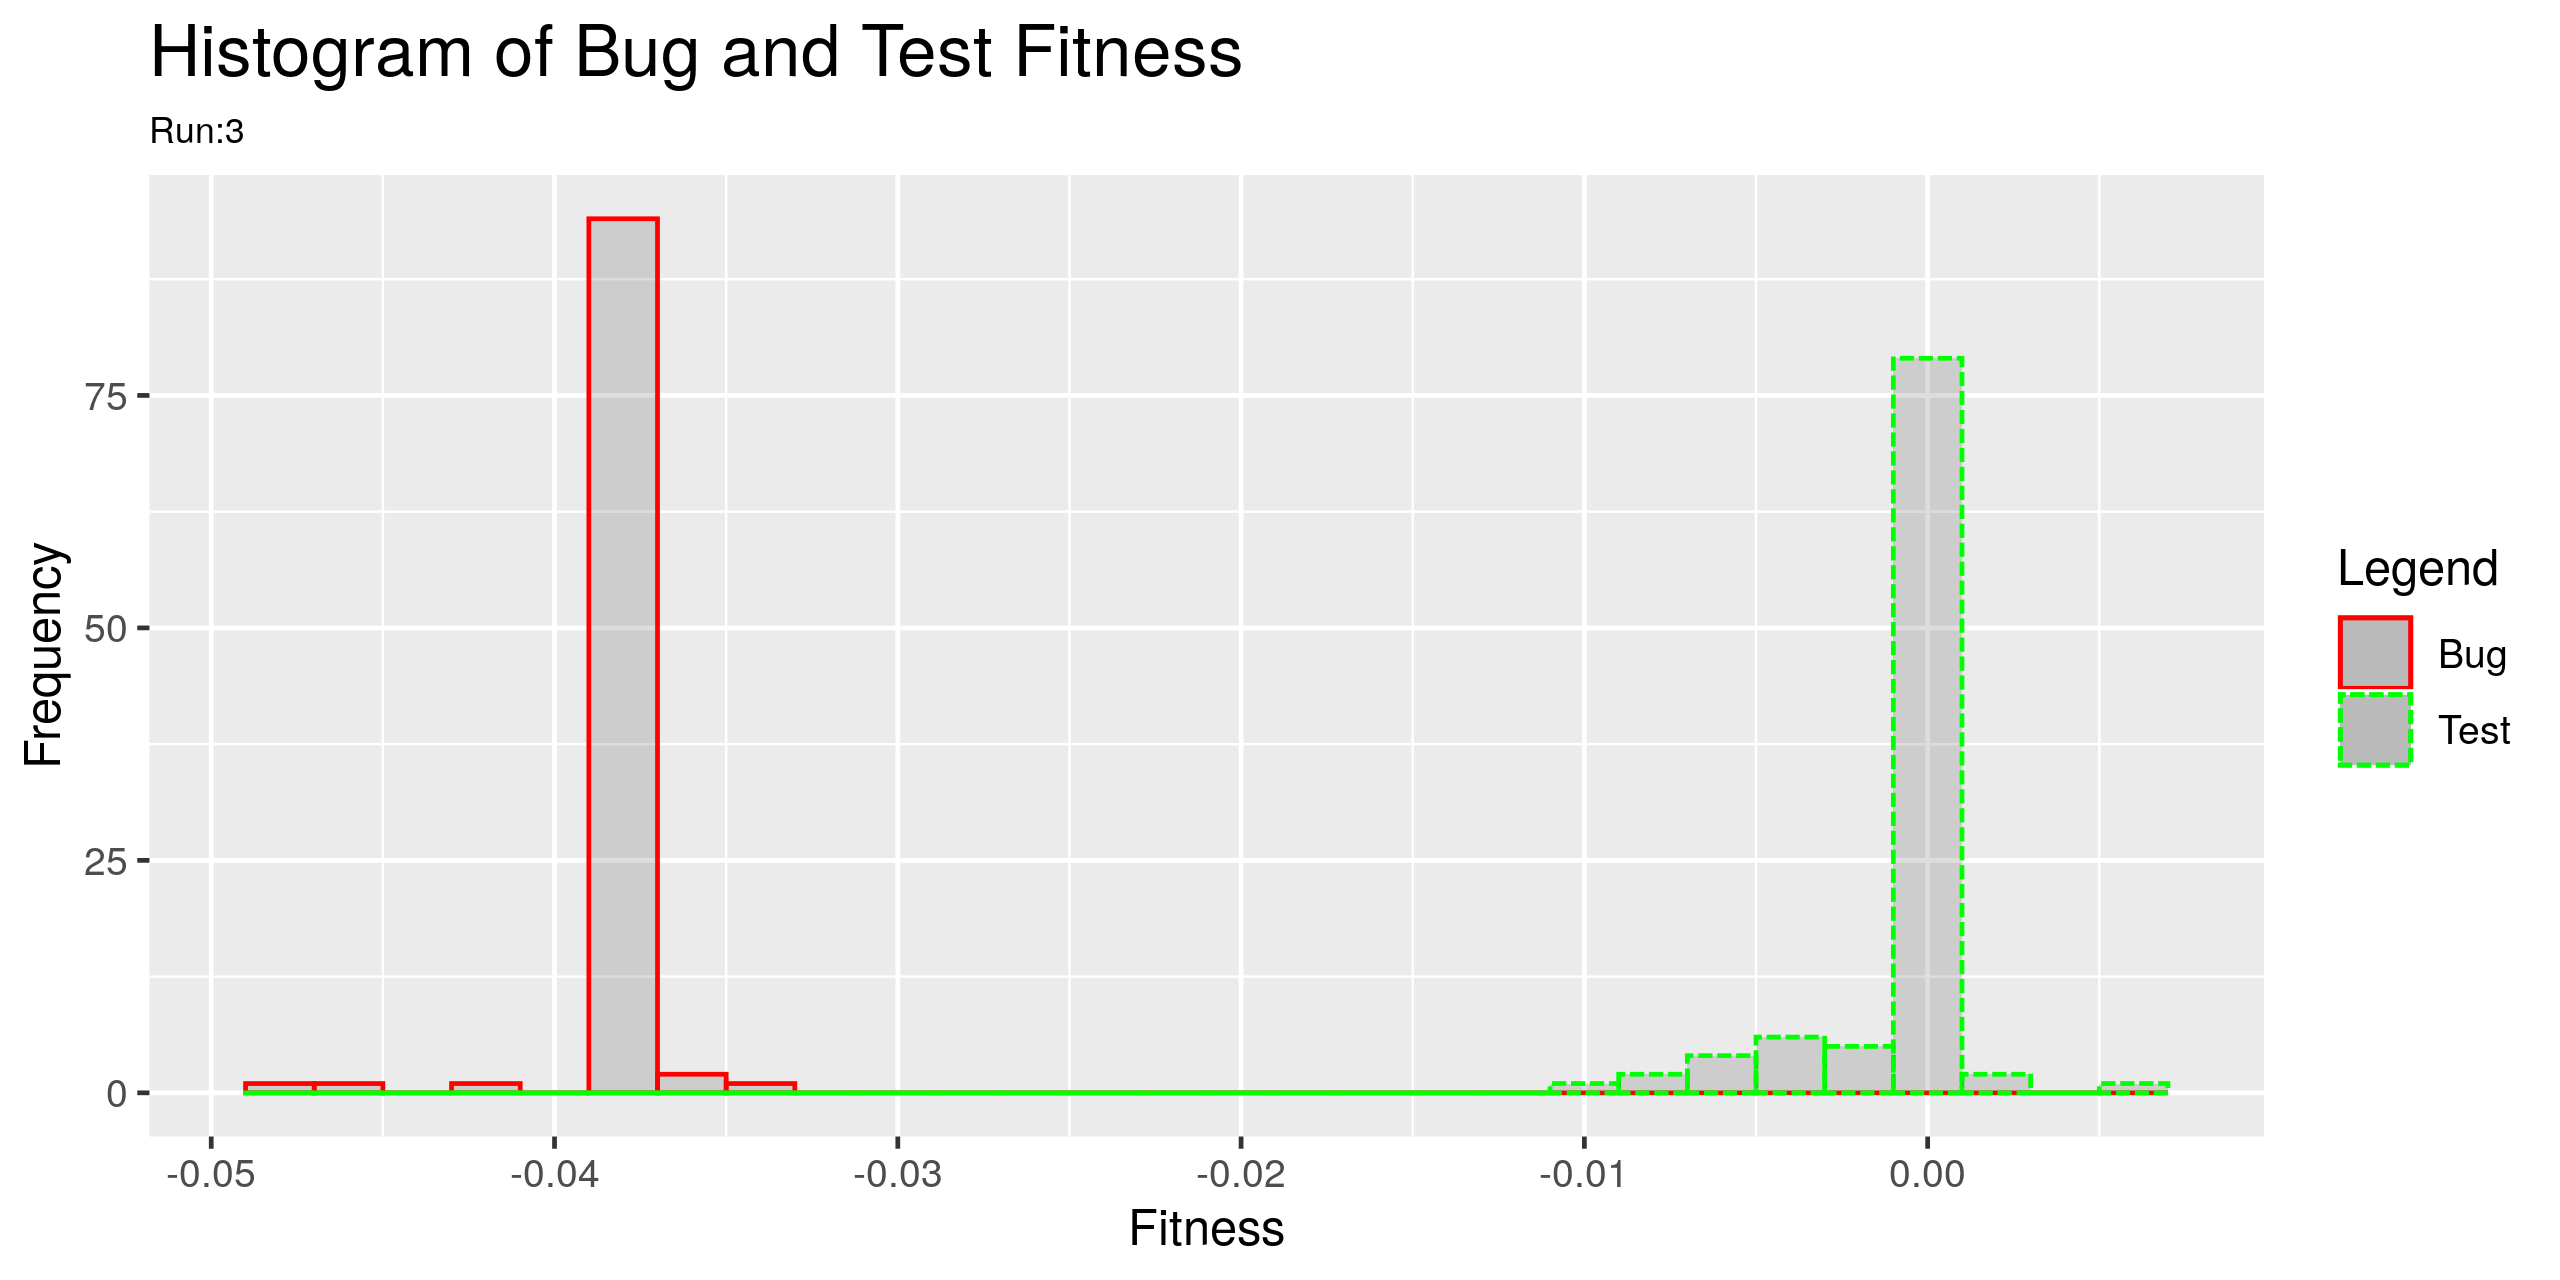 Histogram of Bug and Test Fitness
Run:3
Frequency
75
50
25
0
-0.05 -0.04 -0.03 -0.02 -0.01 0.00
Fitness
Legend
Bug
Test